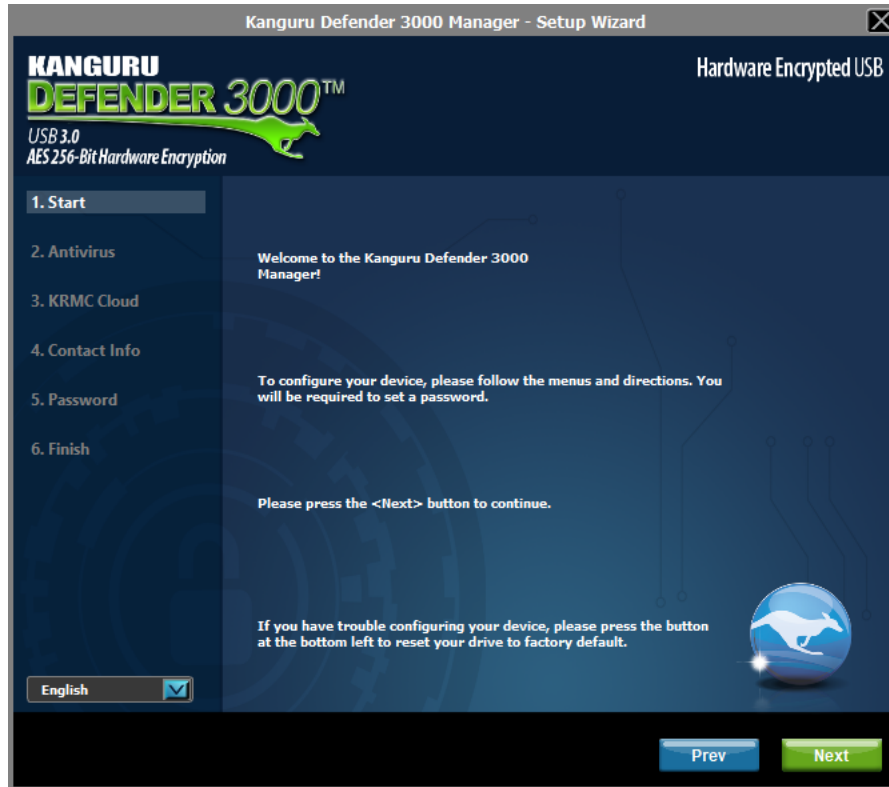 Kanguru Defender 3000 Manager - Setup Wizard
KANGURU
DEFENDER 3000™
USB 3.0
AES 256-Bit Hardware Encryption
Hardware Encrypted USB
1. Start
2. Antivirus
3. KRMC Cloud
4. Contact Info
5. Password
6. Finish
English
Welcome to the Kanguru Defender 3000
Manager!
To configure your device, please follow the menus and directions. You
will be required to set a password.
Please press the <Next> button to continue.
If you have trouble configuring your device, please press the button
at the bottom left to reset your drive to factory default.
Prev
Next